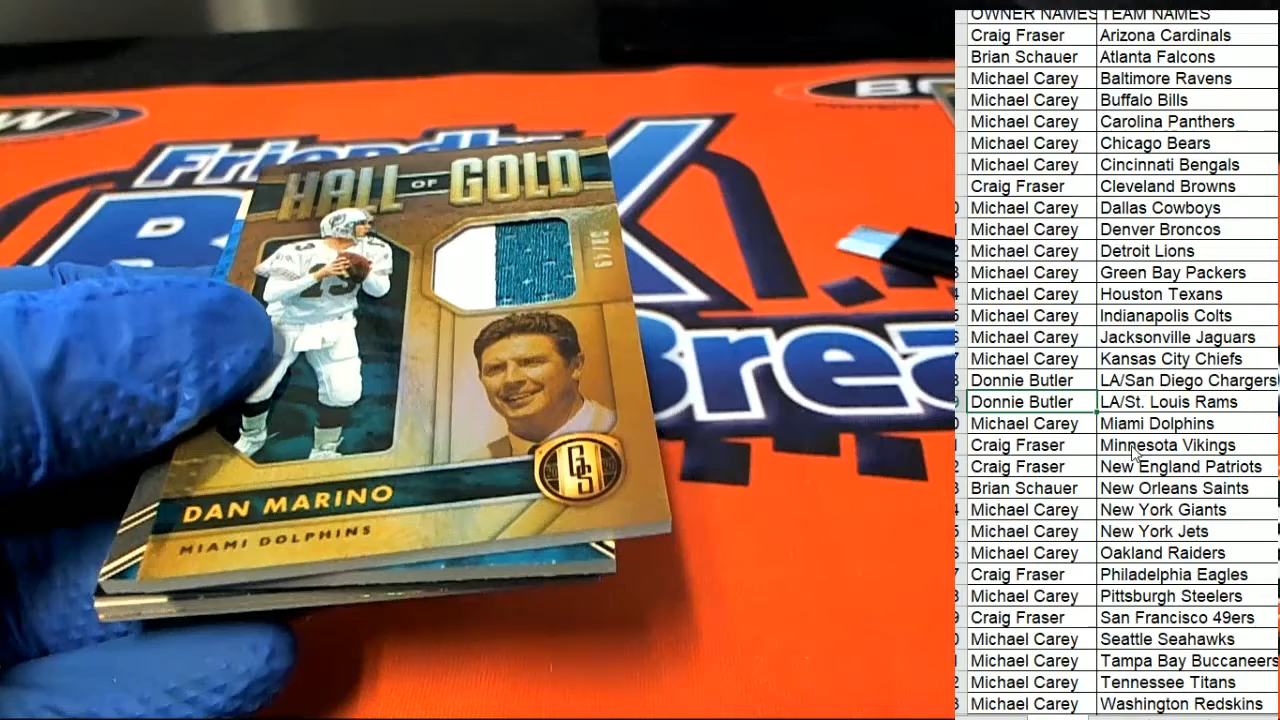 OWNER NAMES TEAM NAMES
Craig Fraser Arizona Cardinals
Brian Schauer Atlanta Falcons
Michael Carey Baltimore Ravens
Michael Carey Buffalo Bills
Michael Carey Carolina Panthers
Michael Carey Chicago Bears
Michael Carey Cincinnati Bengals
Craig Fraser Cleveland Browns
Michael Carey Dallas Cowboys
Michael Carey Denver Broncos
Michael Carey Detroit Lions
Michael Carey Green Bay Packers
Michael Carey Houston Texans
Michael Carey Indianapolis Colts
Michael Carey Jacksonville Jaguars
Michael Carey Kansas City Chiefs
Donnie Butler LA/San Diego Chargers
Donnie Butler LA/St. Louis Rams
Michael Carey Miami Dolphins
Craig Fraser Minnesota Vikings
Craig Fraser New England Patriots
Brian Schauer New Orleans Saints
Michael Carey New York Giants
Michael Carey New York Jets
Michael Carey Oakland Raiders
Craig Fraser Philadelphia Eagles
Michael Carey Pittsburgh Steelers
Craig Fraser San Francisco 49ers
Michael Carey Seattle Seahawks
Michael Carey Tampa Bay Buccaneers
Michael Carey Tennessee Titans
Michael Carey Washington Redskins
HALL OF GOLD
13
GS
DAN MARINO
MIAMI DOLPHINS